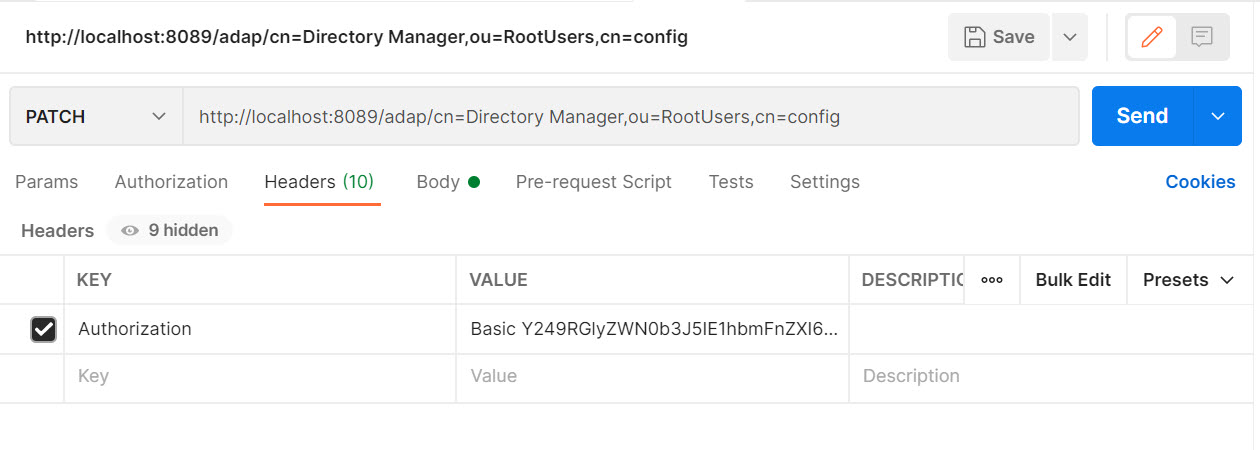 http://localhost:8089/adap/cn=Directory Manager,ou=RootUsers,cn=config Save
PATCH http://localhost:8089/adap/cn=Directory Manager,ou=RootUsers,cn=config Send
Params Authorization Headers (10) Body Pre-request Script Tests Settings Cookies
Headers 9 hidden
KEY VALUE DESCRIPTIO ooo Bulk Edit Presets
Authorization Basic Y249RGlyZWN0b3J5IE1hbmFnZXI6...
Key Value Description